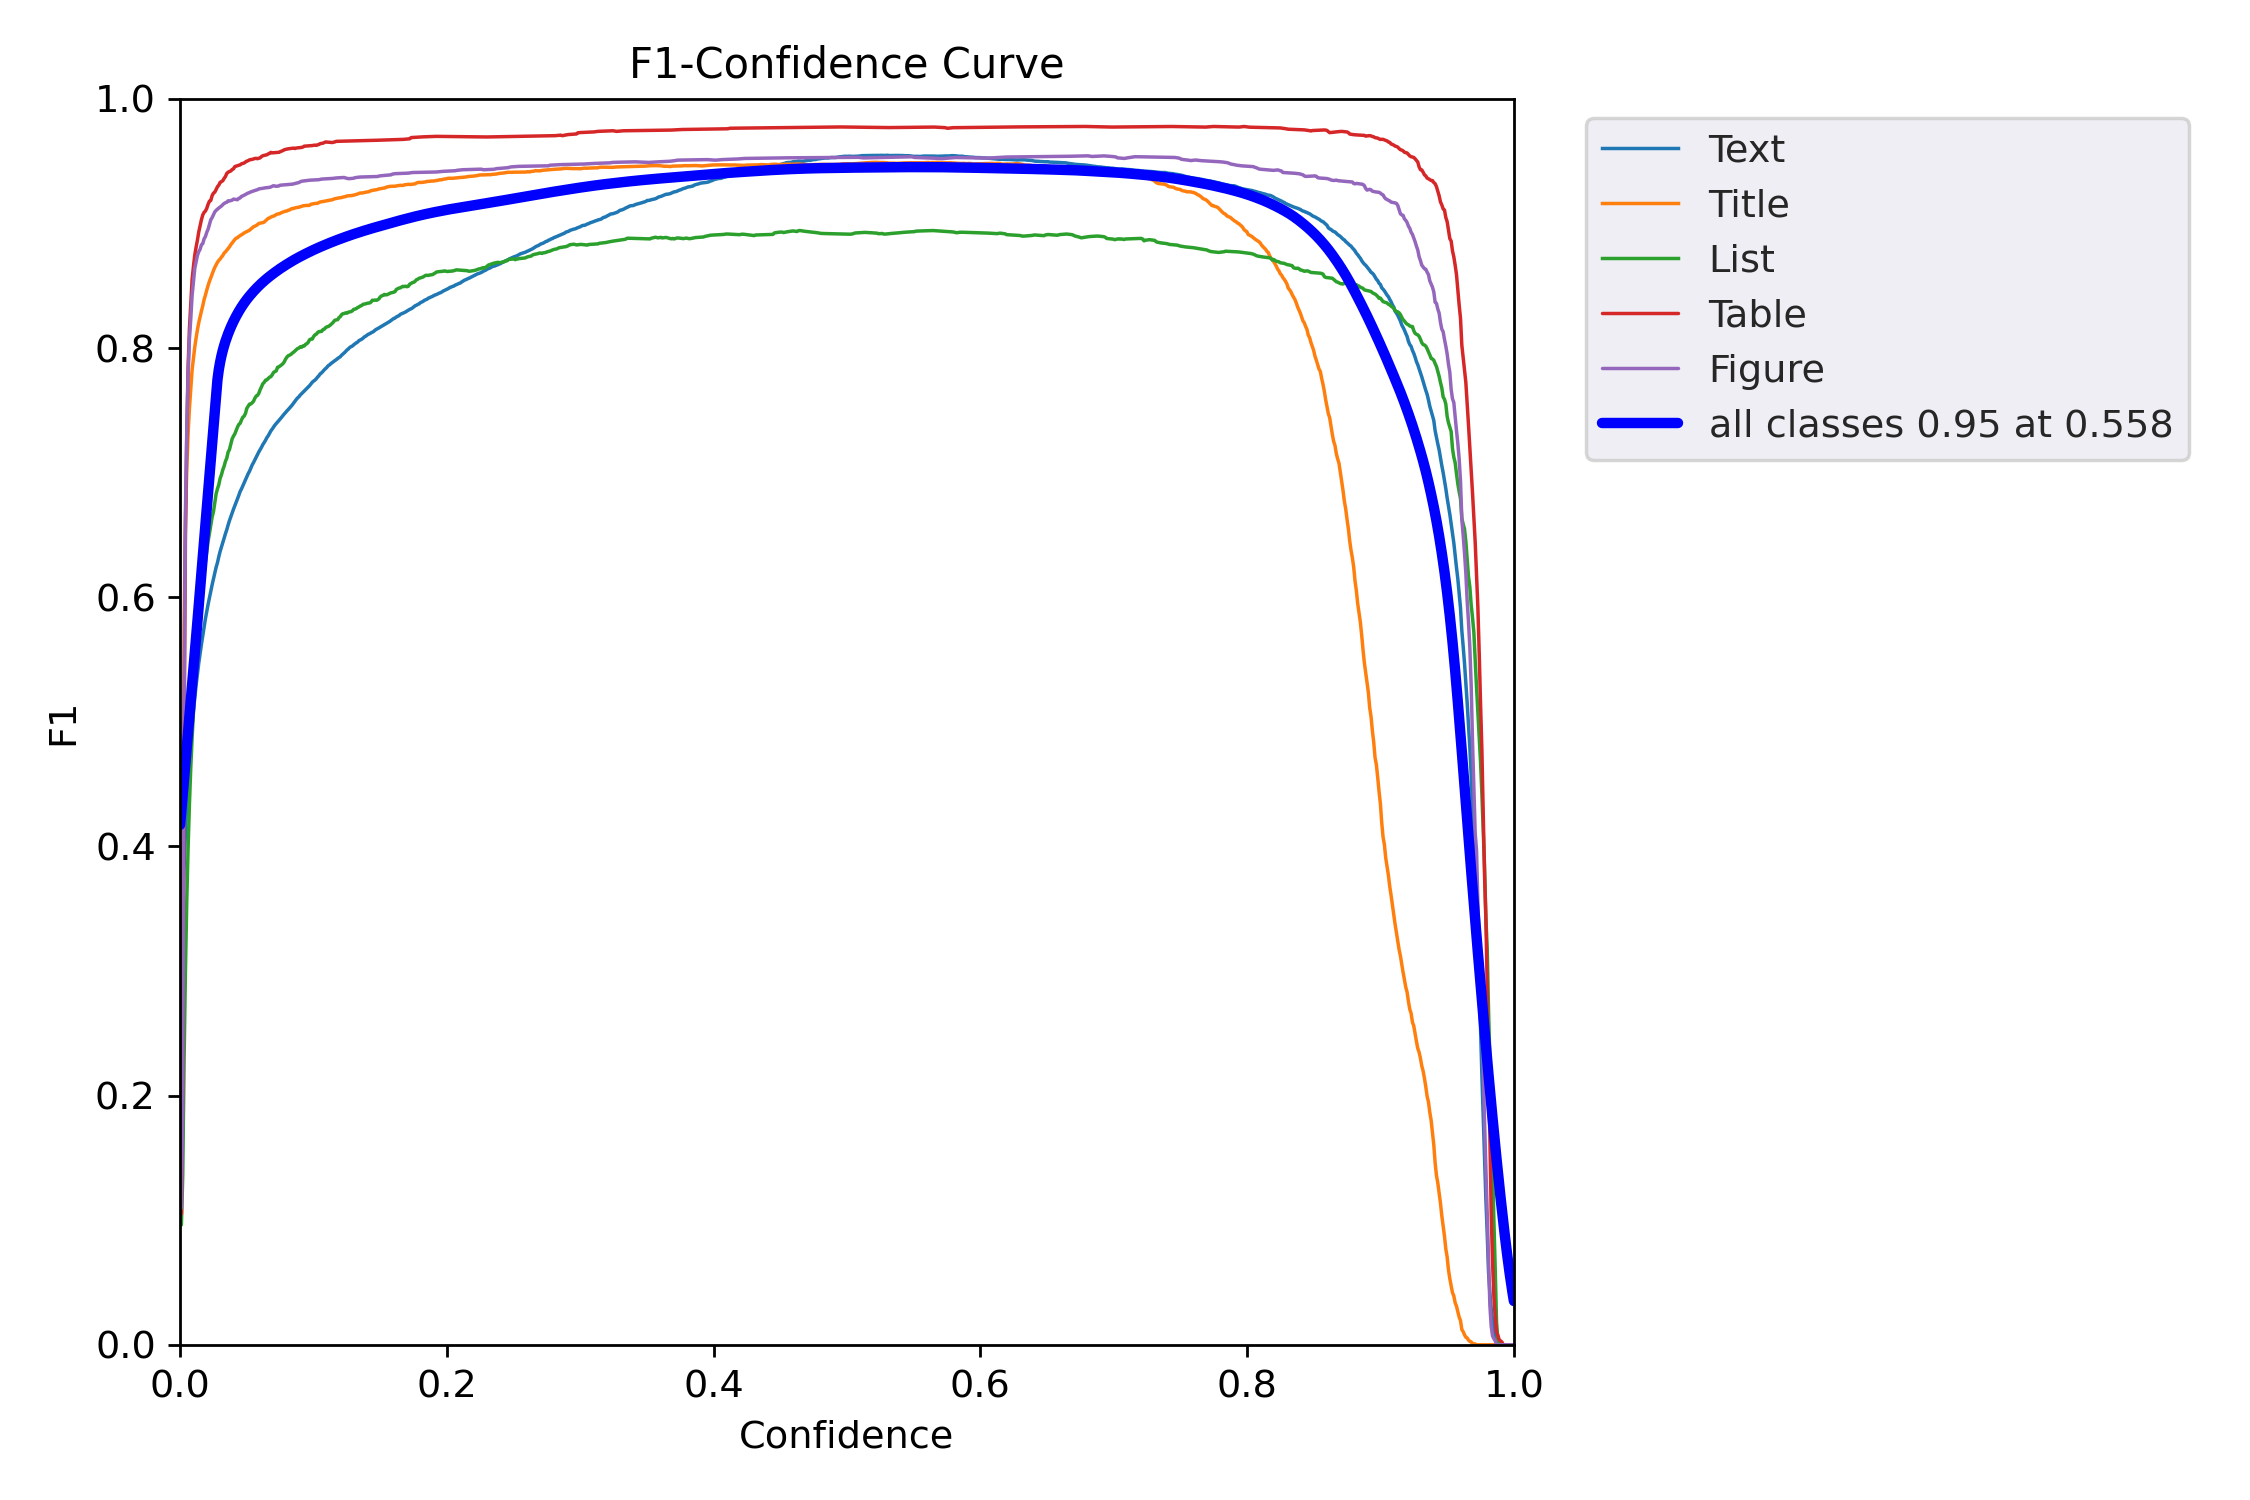 F1-Confidence Curve
1.0
0.8
0.6
0.4
0.2
0.0
F1
0.0 0.2 0.4 0.6 0.8 1.0
Confidence
Text
Title
List
Table
Figure
all classes 0.95 at 0.558